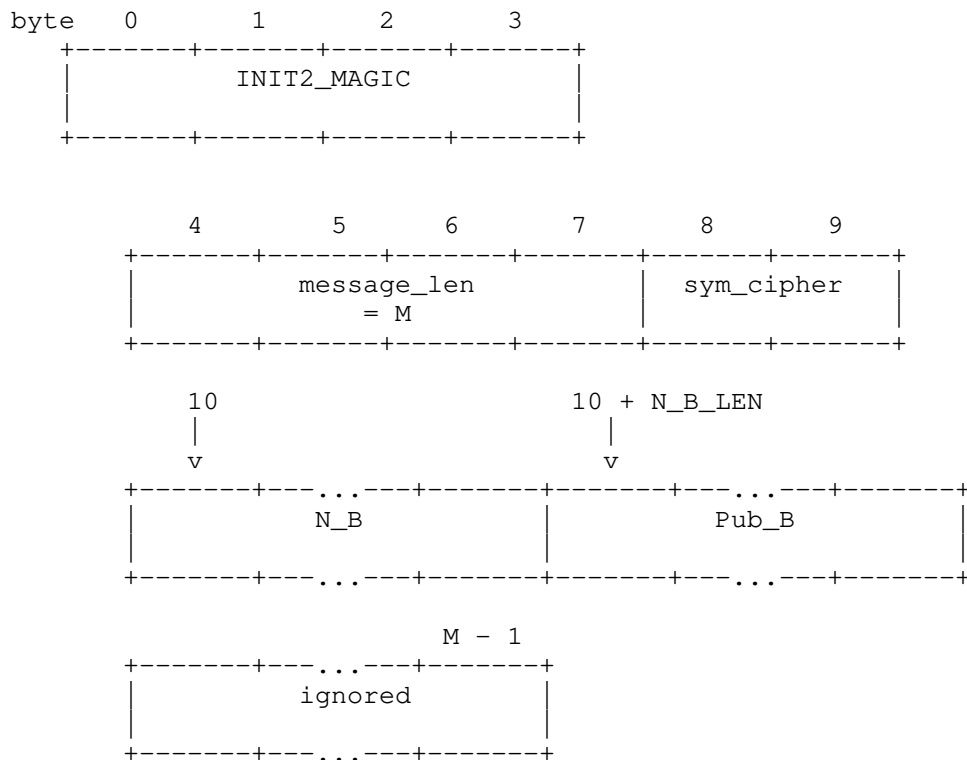 byte 0 1 2 3
+-------+-------+-------+-------+
| INIT2_MAGIC |
| |
+-------+-------+-------+-------+
4 5 6 7 8 9
+-------+-------+-------+-------+-------+-------+
| message_len | sym_cipher |
| = M | |
+-------+-------+-------+-------+-------+-------+
10 10 + N_B_LEN
| |
v v
+-------+---...---+-------+-------+---...---+-------+
| N_B | Pub_B |
| | |
+-------+---...---+-------+-------+---...---+-------+
M - 1
+-------+---...---+-------+
| ignored |
| |
+-------+---...---+-------+